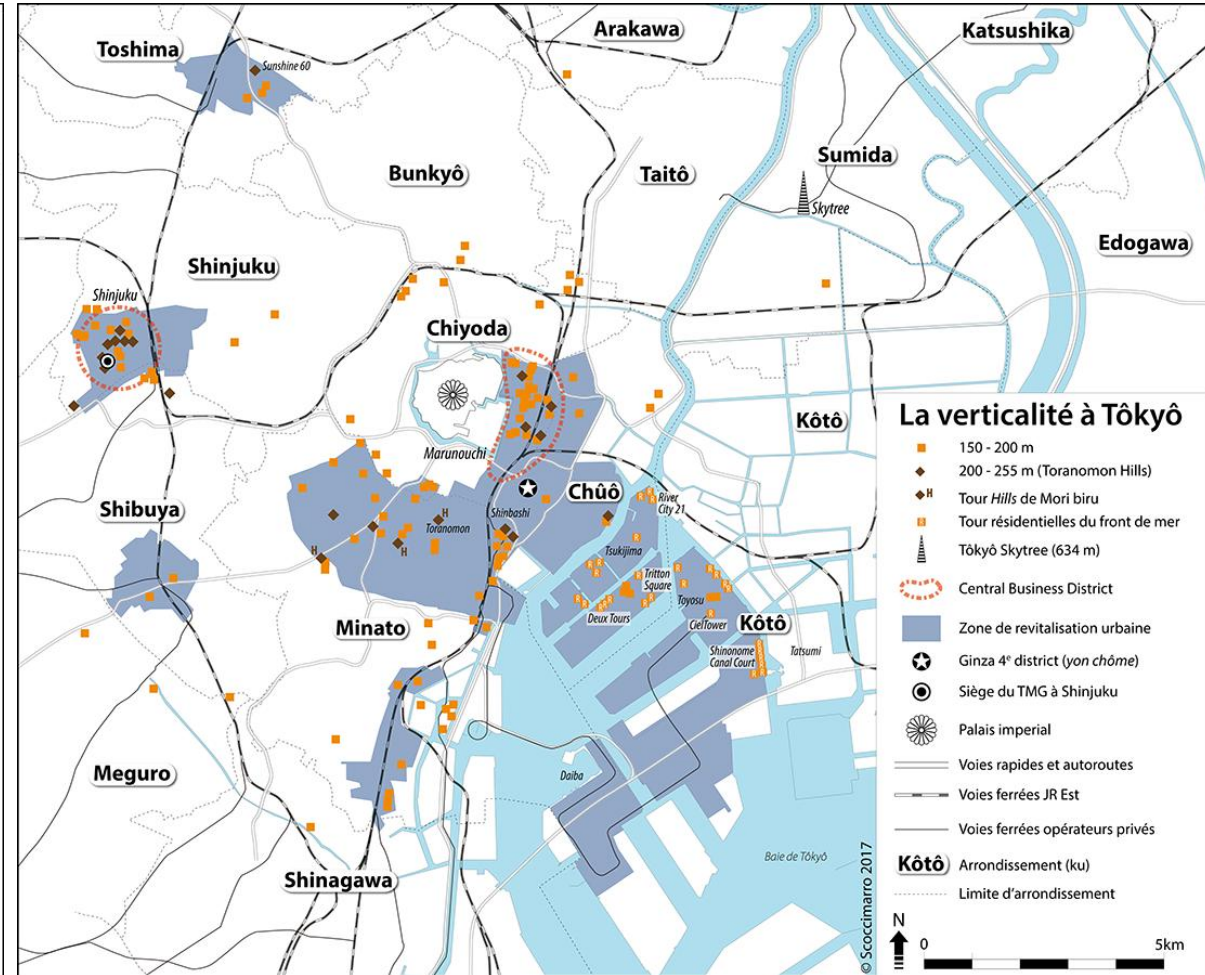 Toshima
Sunshine 60
Arakawa
Katsushika
Bunkyô
Taitô
Sumida
Skytree
Edogawa
Shinjuku
Shinjuku
Chiyoda
Marunouchi
Kôtô
Shibuya
Toranomon
Shinbashi
Chûô
River
City 21
Tsukijima
Tritton
Square
Toyosu
Deux Tours
CielTower
Kôtô
Minato
Shinonome
Canal Court
Tatsumi
Meguro
Daiba
Shinagawa
Baie de Tôkyô
© Scoccimarro 2017
H
H
H
R
La verticalité à Tôkyô
150 - 200 m
200 - 255 m (Toranomon Hills)
H Tour Hills de Mori biru
R Tour résidentielles du front de mer
Tôkyô Skytree (634 m)
Central Business District
Zone de revitalisation urbaine
Ginza 4e district (yon chôme)
Siège du TMG à Shinjuku
Palais imperial
Voies rapides et autoroutes
Voies ferrées JR Est
Voies ferrées opérateurs privés
Kôtô Arrondissement (ku)
Limite d'arrondissement
N
0 5km